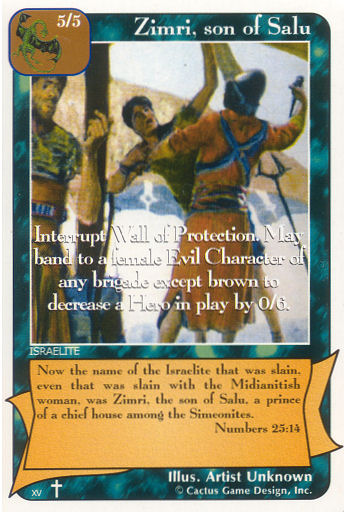 5/5
Zimri, son of Salu
Interrupt Wall of Protection. May
band to a female Evil Character of
any brigade except brown to
decrease a Hero in play by 0/6.
ISRAELITE
Now the name of the Israelite that was slain,
even that was slain with the Midianitish
woman, was Zimri, the son of Salu, a prince
of a chief house among the Simeonites.
Numbers 25:14
Illus. Artist Unknown
XV
© Cactus Game Design, Inc.